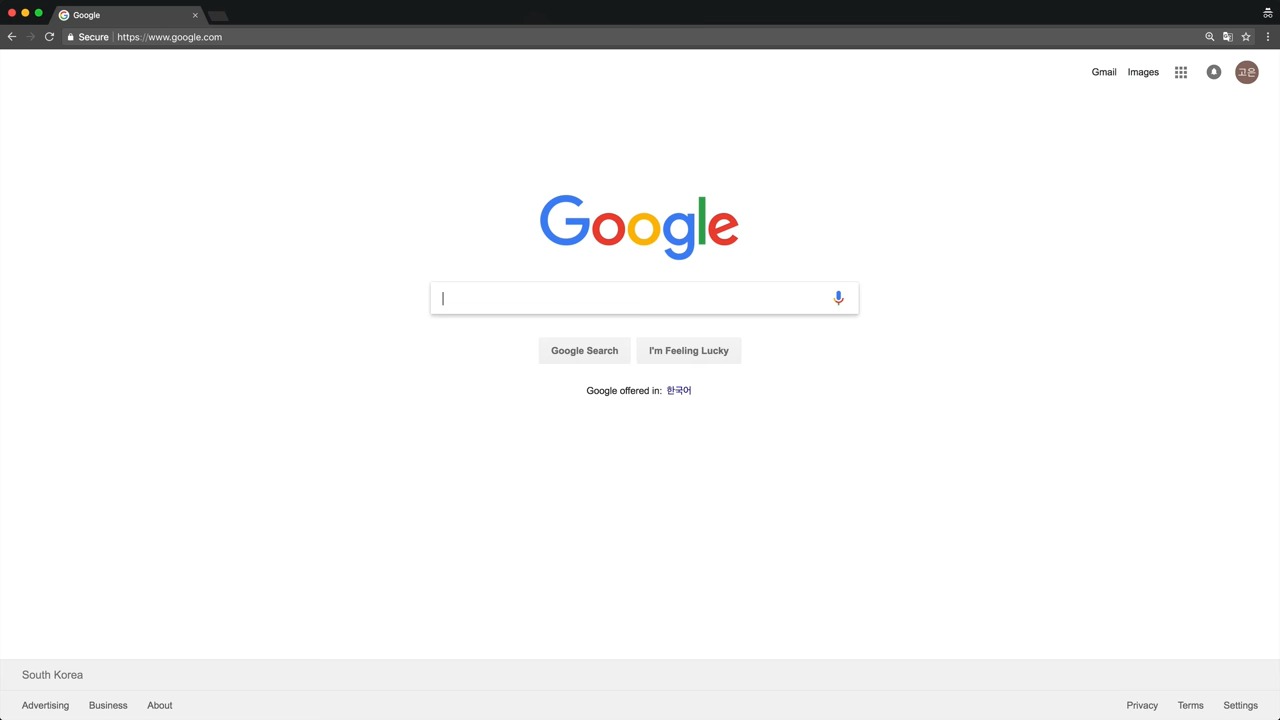 Google
Secure https://www.google.com
Gmail Images 고은
Google
Google Search I'm Feeling Lucky
Google offered in: 한국어
South Korea
Advertising Business About Privacy Terms Settings